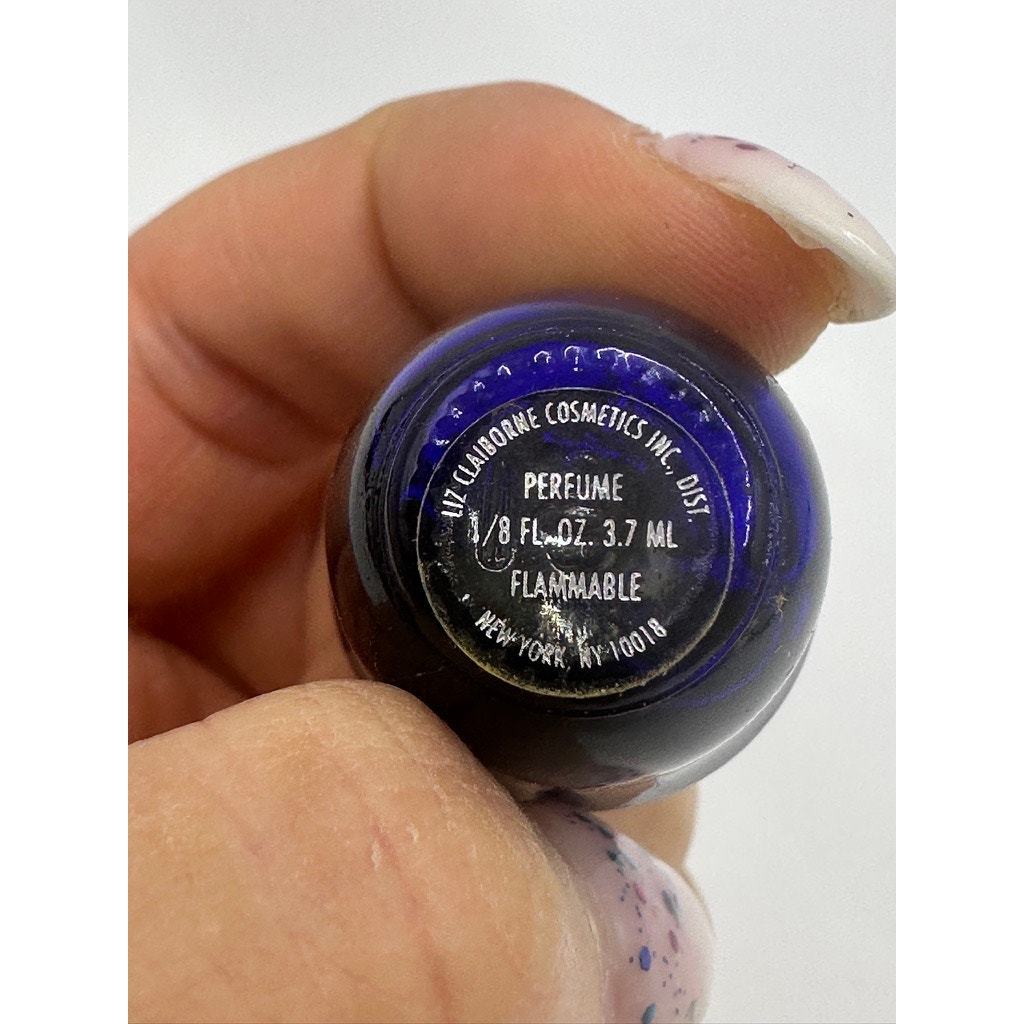 LIZ CLAIBORNE COSMETICS INC., DIST.
PERFUME
1/8 FL. OZ. 3.7 ML
FLAMMABLE
NEW YORK, NY 10018